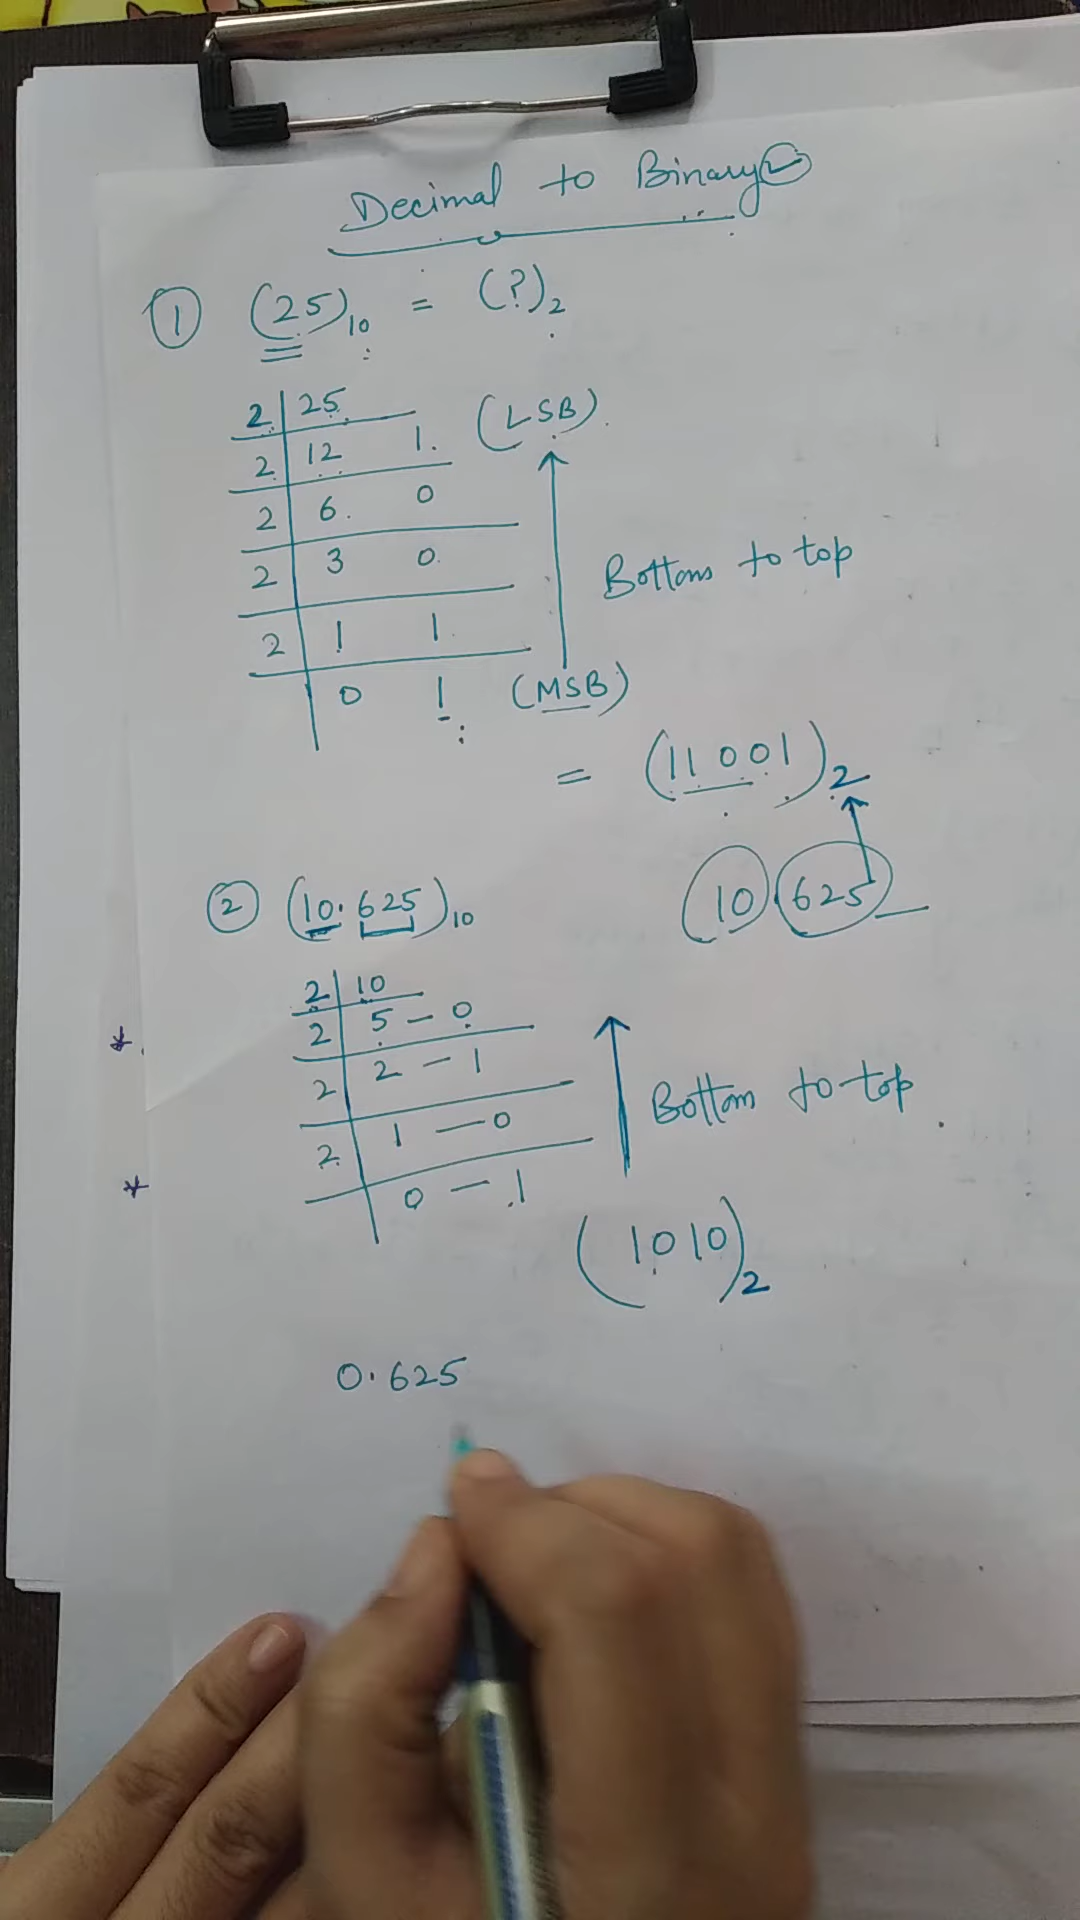 Decimal to Binary
① (25)10 = (?)2
2 | 25
2 | 12 1 (LSB)
2 | 6 0
2 | 3 0
Bottom to top
2 | 1 1
0 1 (MSB)
= (11001)2
② (10.625)10
10.625
2 | 10
2 | 5 - 0
2 | 2 - 1
Bottom to top
2 | 1 - 0
0 - 1
(1010)2
0.625